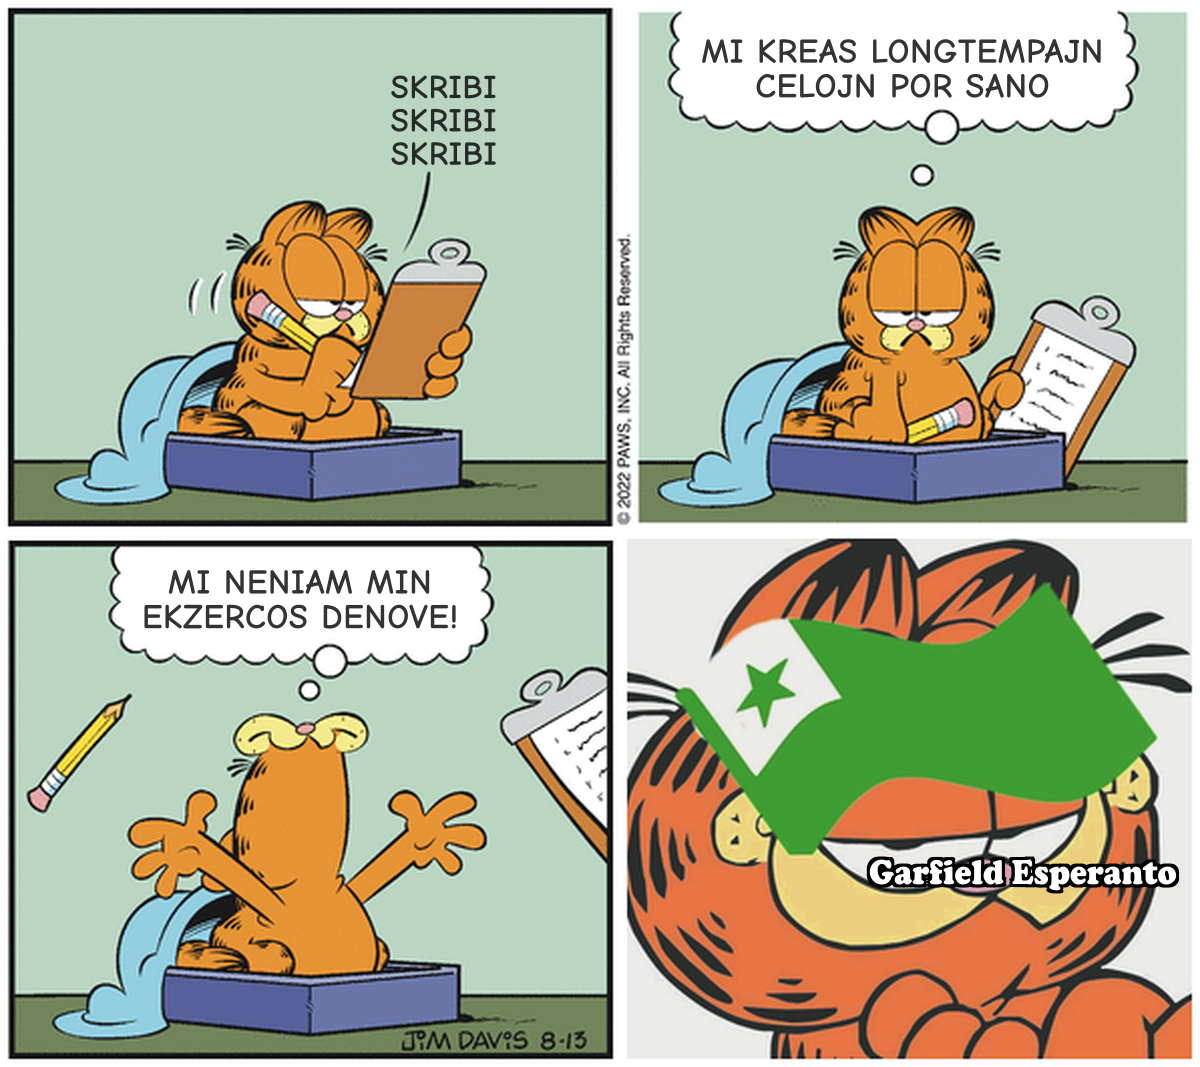 SKRIBI
SKRIBI
SKRIBI
© 2022 PAWS, INC. All Rights Reserved.
MI KREAS LONGTEMPAJN
CELOJN POR SANO
MI NENIAM MIN
EKZERCOS DENOVE!
JIM DAVIS 8-13
Garfield Esperanto